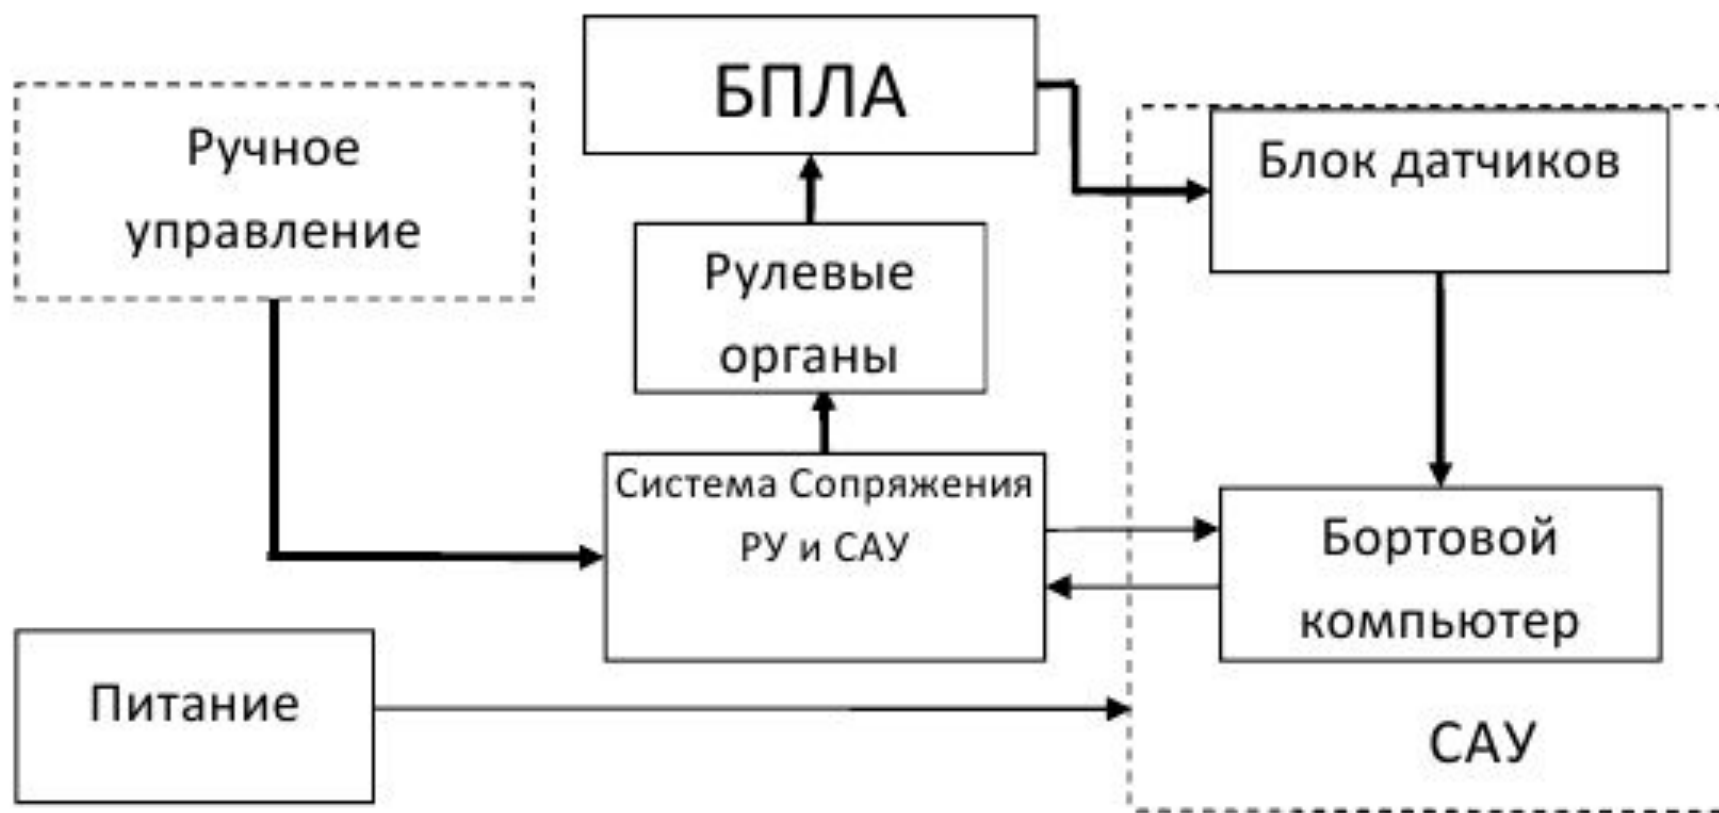 БПЛА
Ручное
управление
Блок датчиков
Рулевые
органы
Система Сопряжения
РУ и САУ
Бортовой
компьютер
Питание
САУ